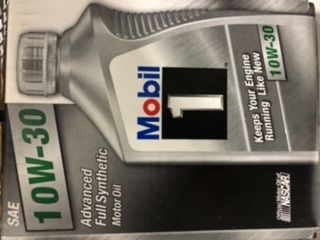 Mobil
1
Keeps Your Engine
Running Like New
10W-30
SAE
10W-30
Advanced
Full Synthetic
Motor Oil
NASCAR